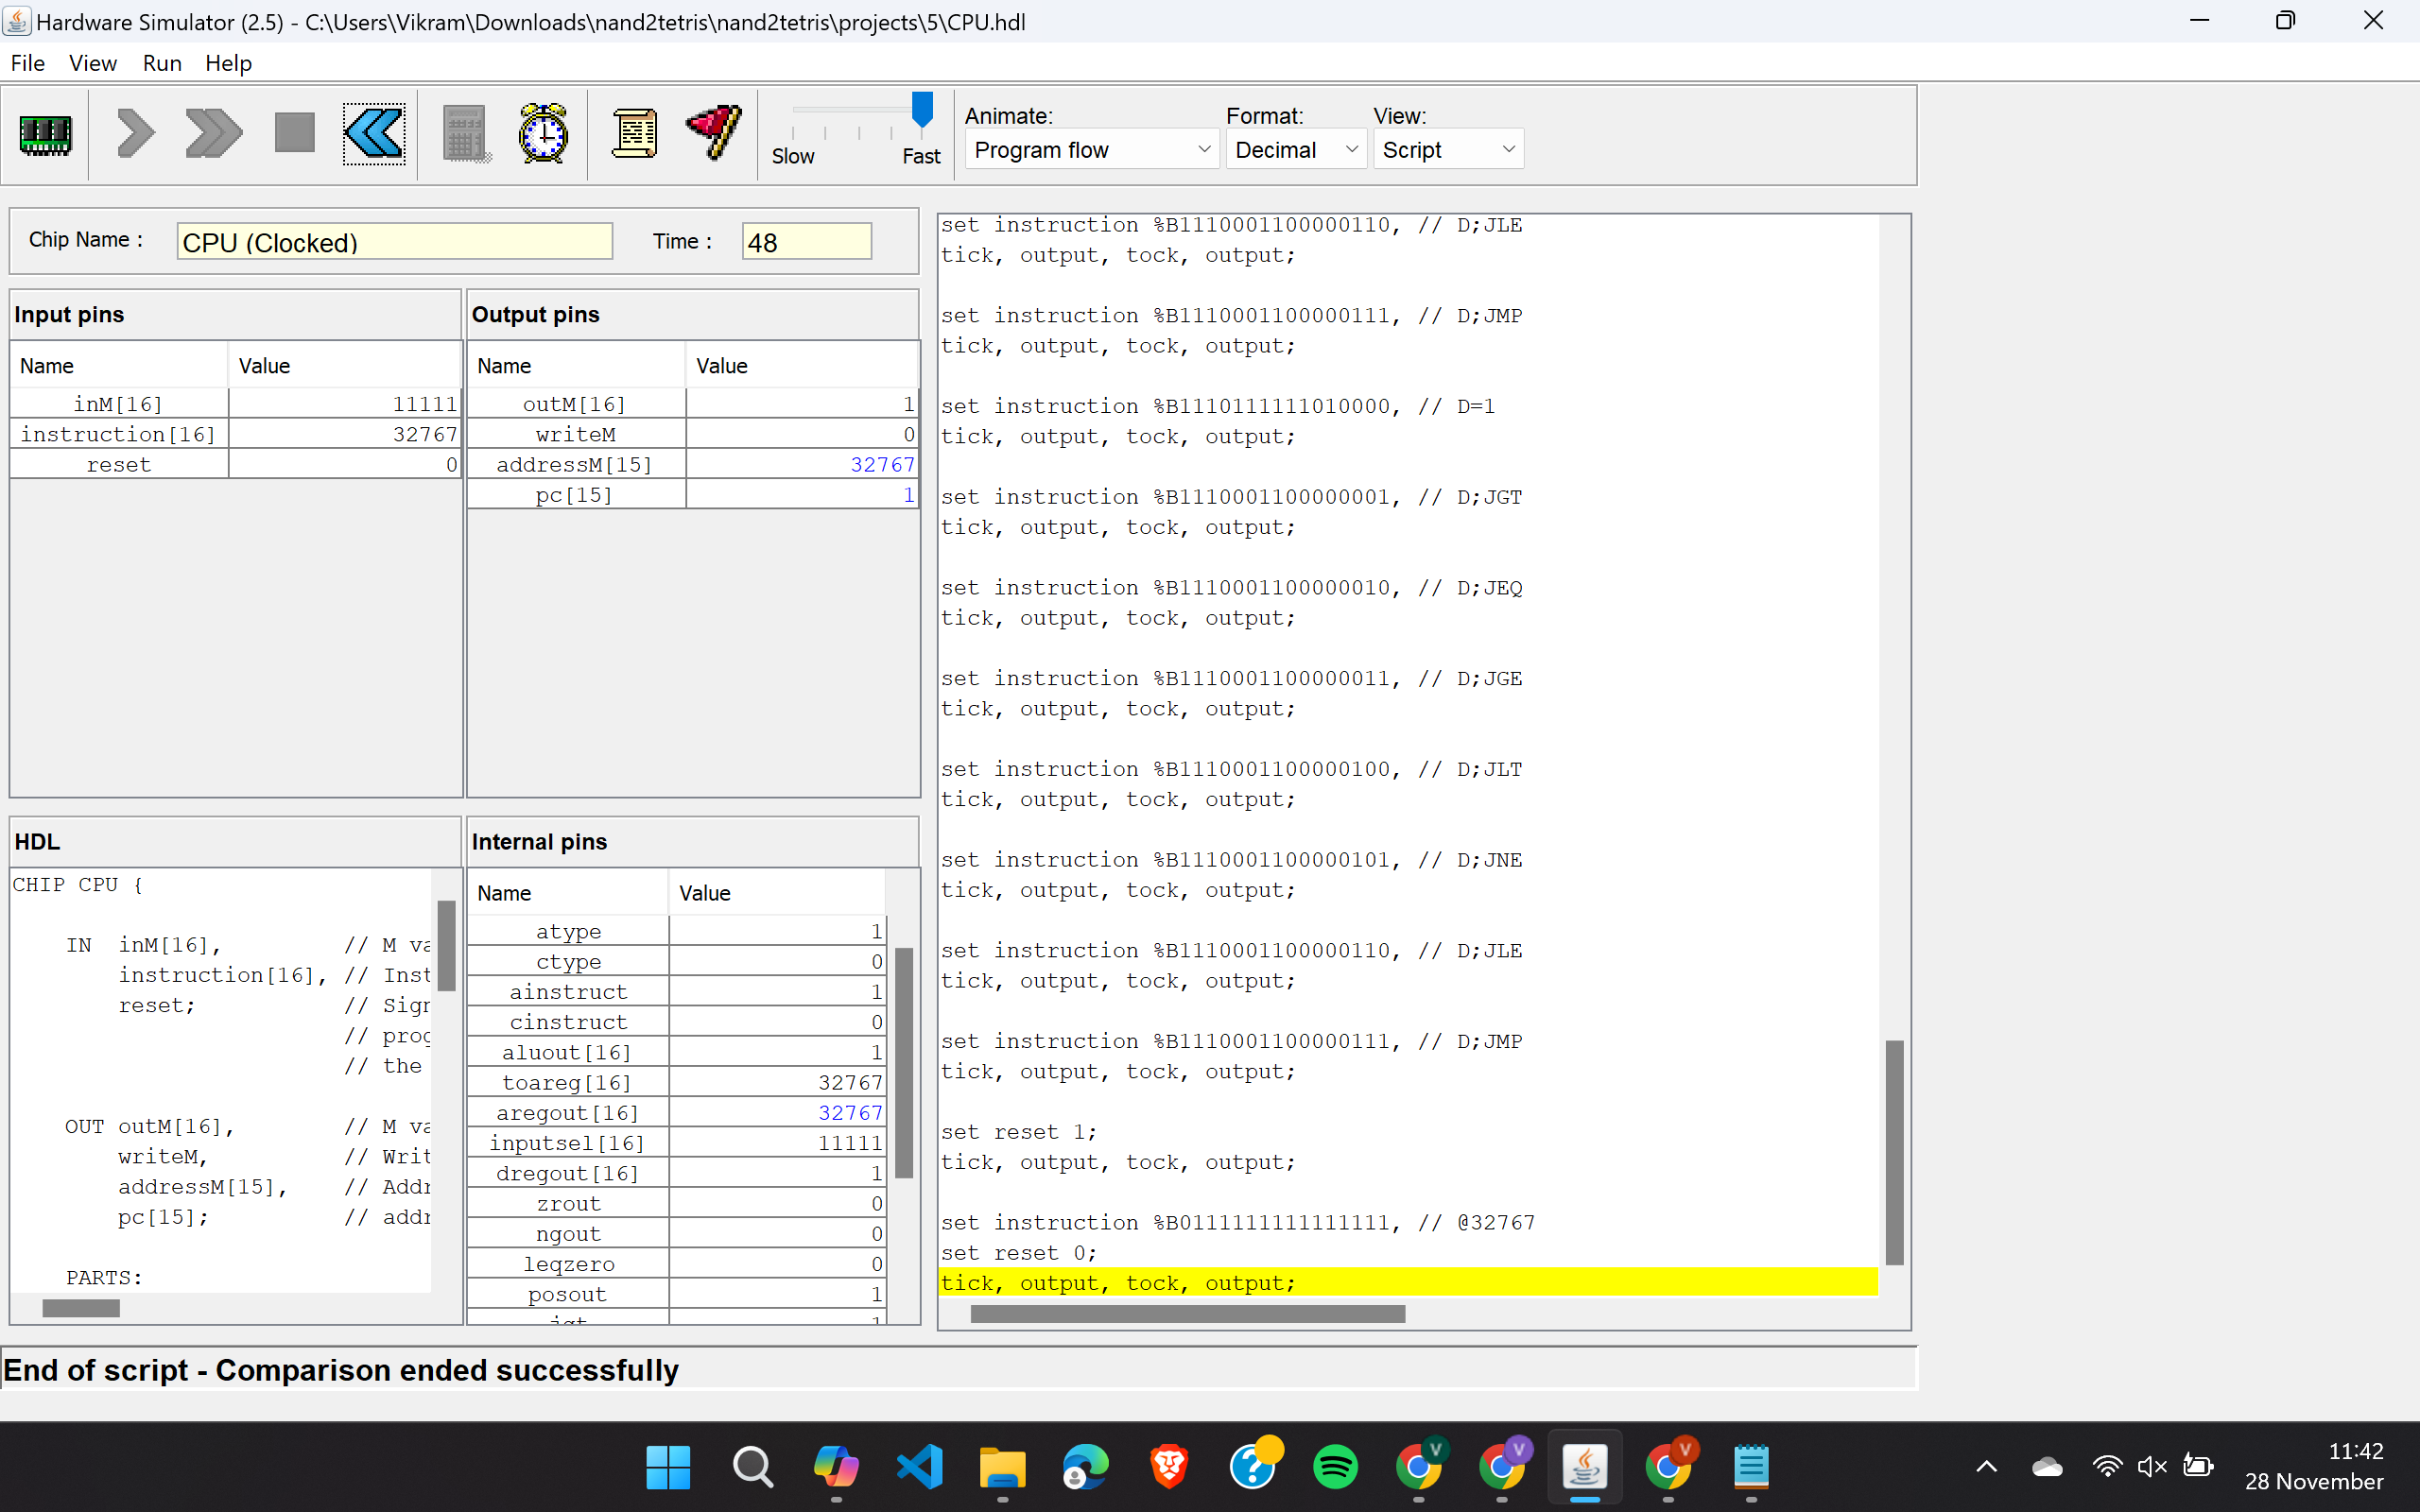 Hardware Simulator (2.5) - C:\Users\Vikram\Downloads\nand2tetris\nand2tetris\projects\5\CPU.hdl
File View Run Help
Slow Fast
Animate: Format: View:
Program flow Decimal Script
Chip Name : CPU (Clocked) Time : 48
Input pins
Name Value
inM[16] 11111
instruction[16] 32767
reset 0
Output pins
Name Value
outM[16] 1
writeM 0
addressM[15] 32767
pc[15] 1
HDL
CHIP CPU {
IN inM[16], // M va
instruction[16], // Inst
reset; // Sign
// proc
// the
OUT outM[16], // M va
writeM, // Writ
addressM[15], // Addr
pc[15]; // addr
PARTS:
Internal pins
Name Value
atype 1
ctype 0
ainstruct 1
cinstruct 0
aluout[16] 1
toareg[16] 32767
aregout[16] 32767
inputsel[16] 11111
dregout[16] 1
zrout 0
ngout 0
leqzero 0
posout 1
jgt 1
set instruction %B1110001100000110, // D;JLE
tick, output, tock, output;
set instruction %B1110001100000111, // D;JMP
tick, output, tock, output;
set instruction %B1110111111010000, // D=1
tick, output, tock, output;
set instruction %B1110001100000001, // D;JGT
tick, output, tock, output;
set instruction %B1110001100000010, // D;JEQ
tick, output, tock, output;
set instruction %B1110001100000011, // D;JGE
tick, output, tock, output;
set instruction %B1110001100000100, // D;JLT
tick, output, tock, output;
set instruction %B1110001100000101, // D;JNE
tick, output, tock, output;
set instruction %B1110001100000110, // D;JLE
tick, output, tock, output;
set instruction %B1110001100000111, // D;JMP
tick, output, tock, output;
set reset 1;
tick, output, tock, output;
set instruction %B0111111111111111, // @32767
set reset 0;
tick, output, tock, output;
End of script - Comparison ended successfully
V V V
11:42
28 November